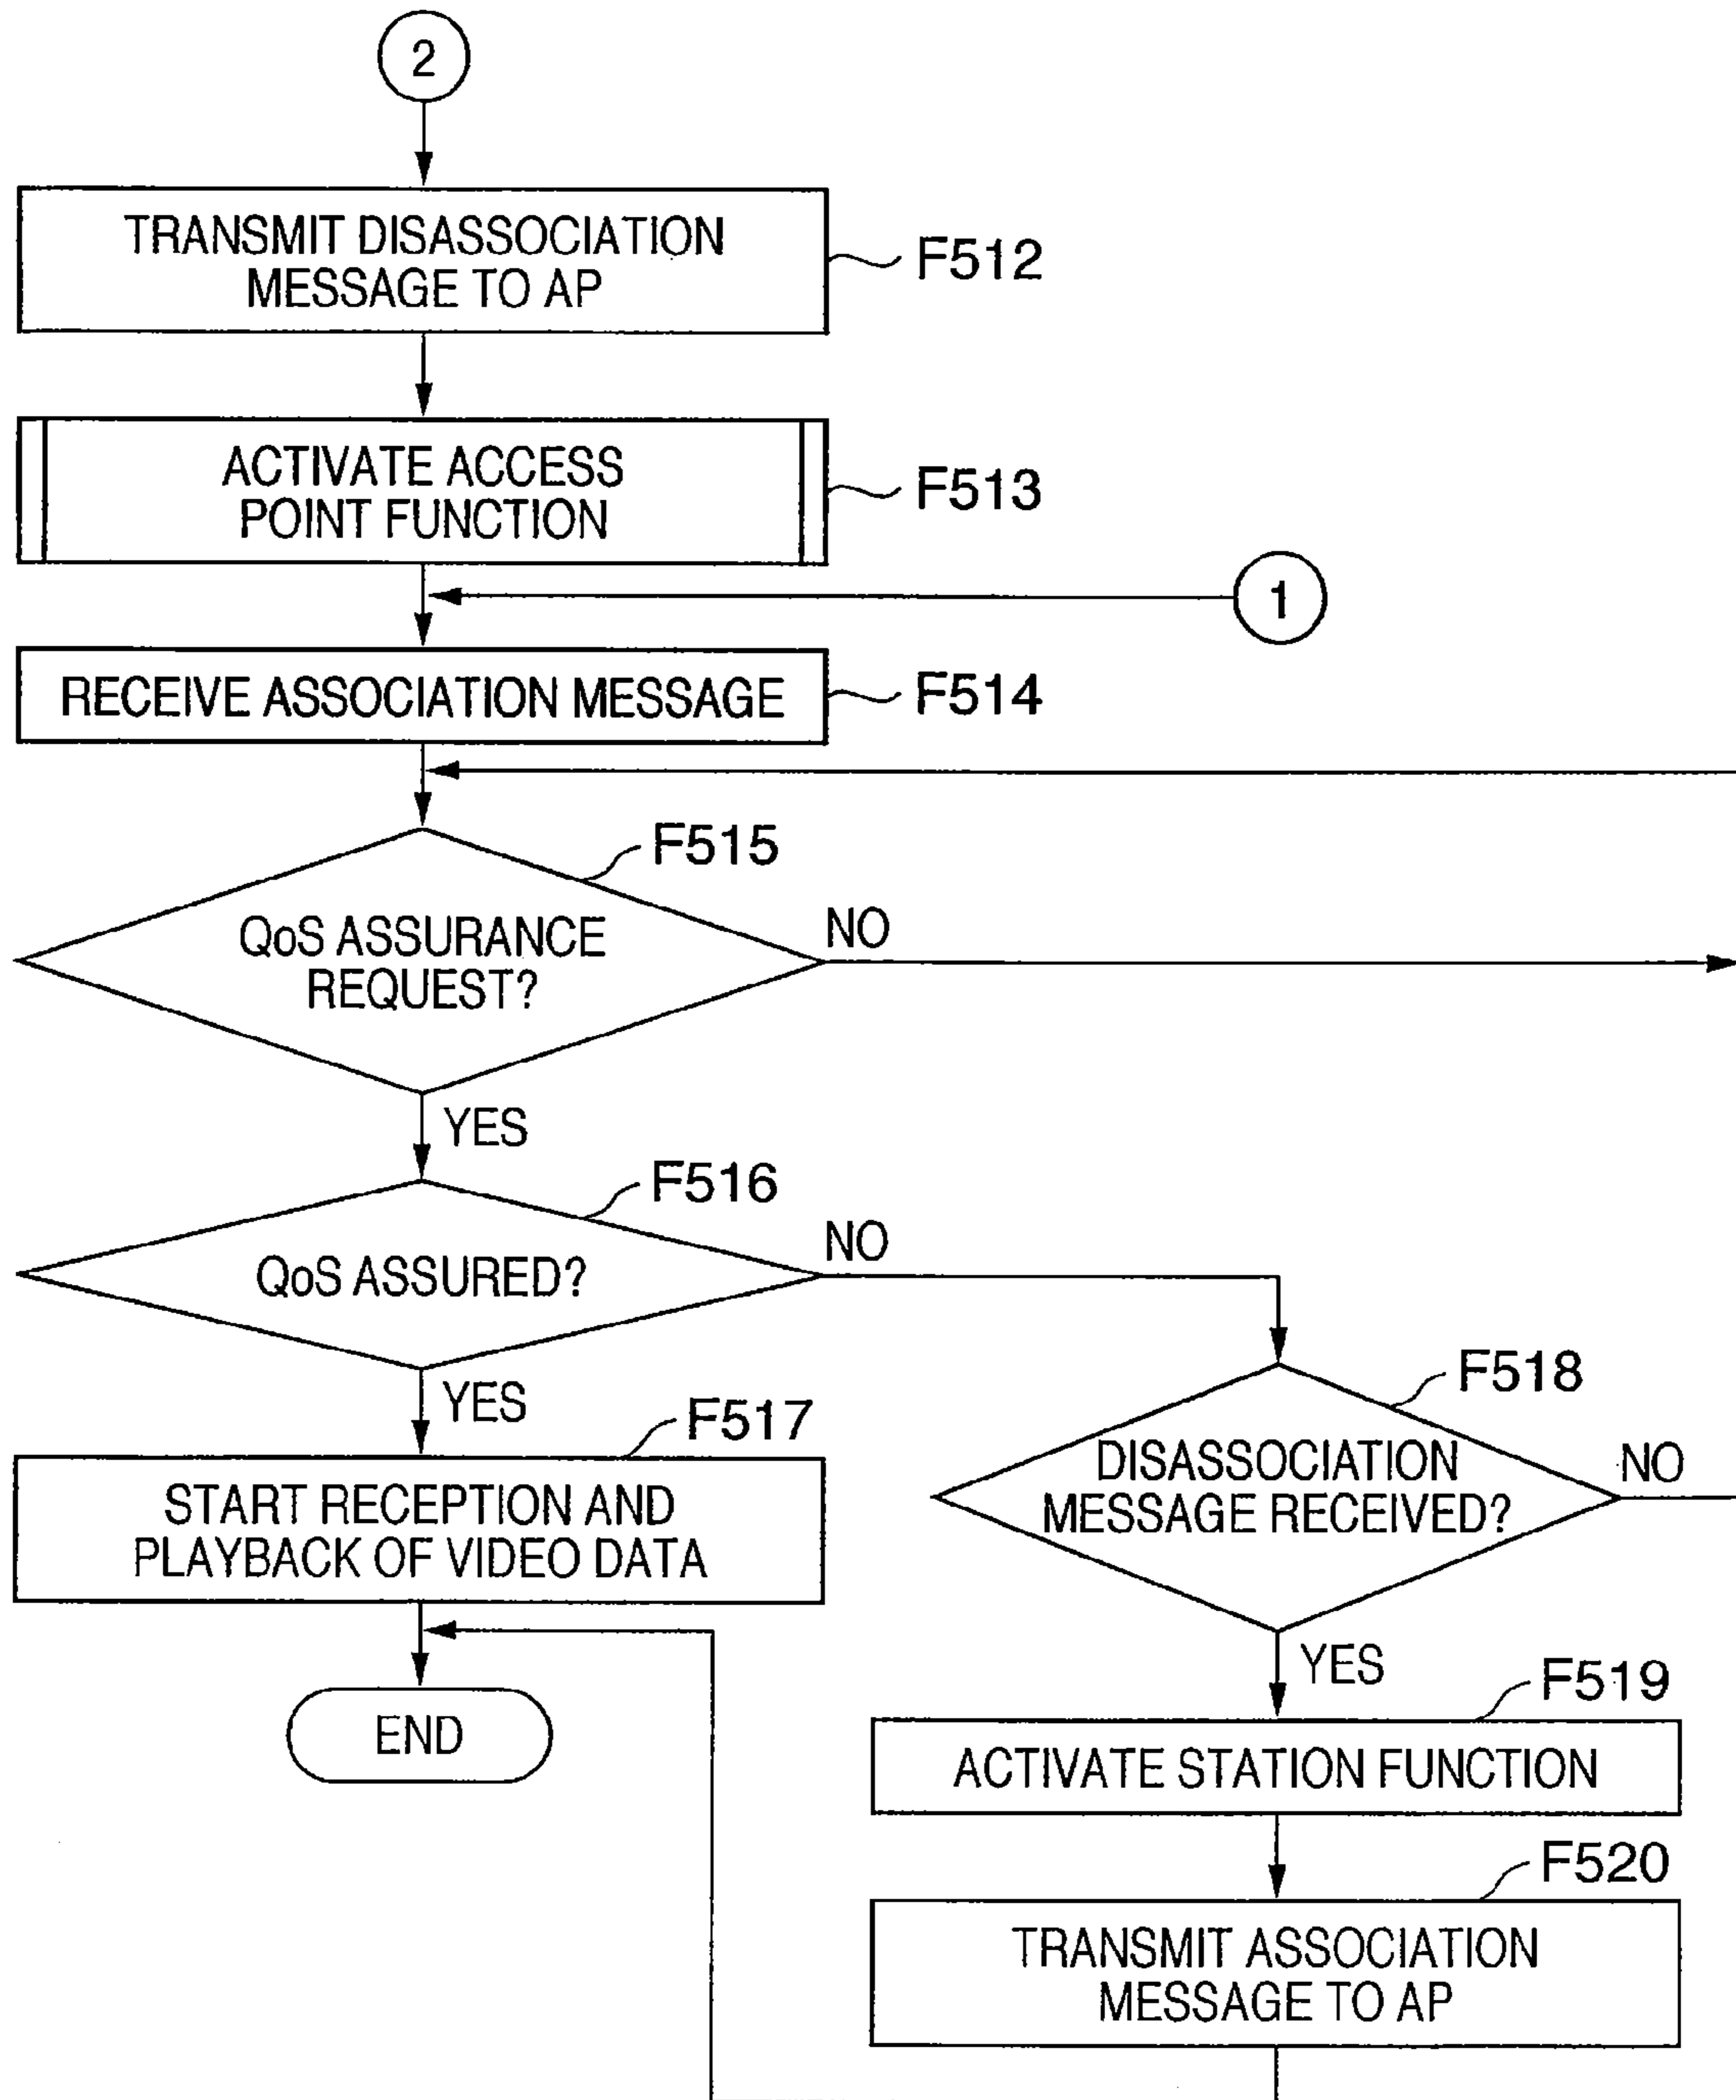 2
TRANSMIT DISASSOCIATION
MESSAGE TO AP
F512
ACTIVATE ACCESS
POINT FUNCTION
F513
1
RECEIVE ASSOCIATION MESSAGE
F514
F515
QoS ASSURANCE
REQUEST?
NO
YES
F516
QoS ASSURED?
NO
YES
F517
START RECEPTION AND
PLAYBACK OF VIDEO DATA
END
F518
DISASSOCIATION
MESSAGE RECEIVED?
NO
YES
F519
ACTIVATE STATION FUNCTION
F520
TRANSMIT ASSOCIATION
MESSAGE TO AP